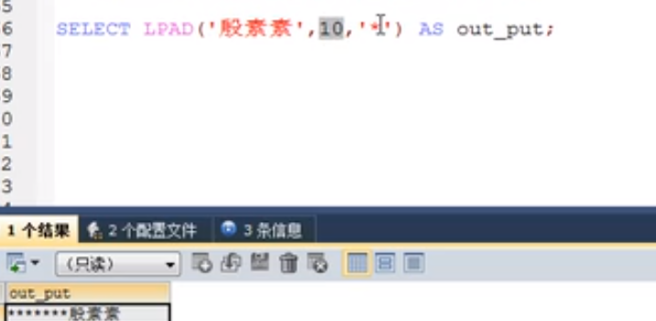 5
6 SELECT LPAD('殷素素',10,'*') AS out_put;
7
8
9
0
1
2
3
1 个结果 2 个配置文件 3 条信息
(只读)
out_put
*******殷素素